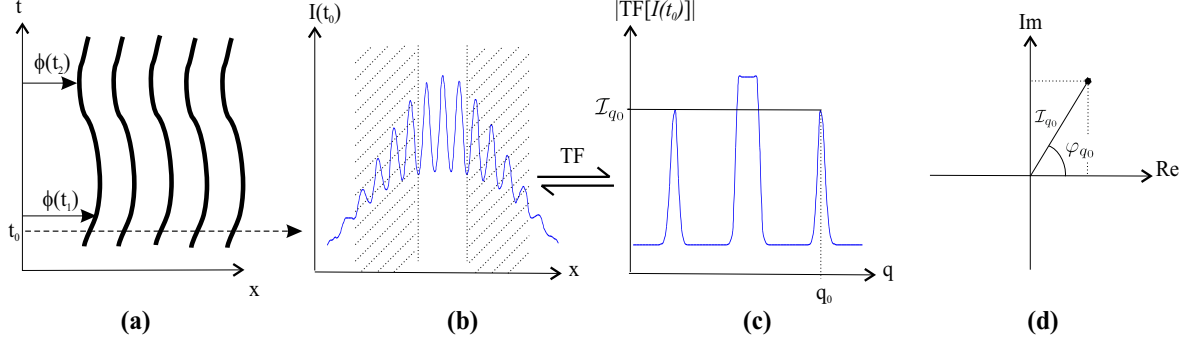 t
ϕ(t₂)
ϕ(t₁)
t₀
x
(a)
I(t₀)
x
(b)
TF
|TF[I(t₀)]|
ℐq₀
q₀
q
(c)
Im
ℐq₀
φq₀
Re
(d)